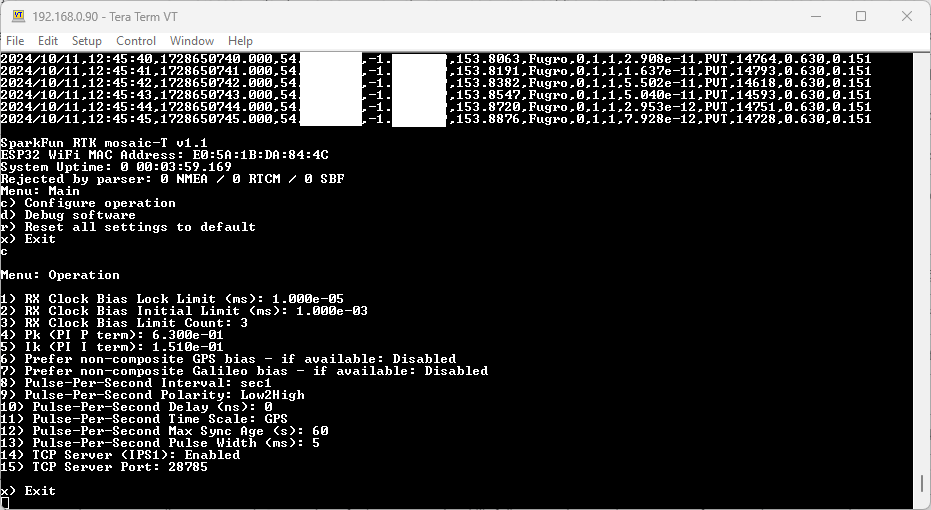 192.168.0.90 - Tera Term VT
File Edit Setup Control Window Help
2024/10/11,12:45:40,1728650740.000,54. ,-1. ,153.8063,Fugro,0,1,1,2.908e-11,PVT,14764,0.630,0.151
2024/10/11,12:45:41,1728650741.000,54. ,-1. ,153.8191,Fugro,0,1,1,1.637e-11,PVT,14793,0.630,0.151
2024/10/11,12:45:42,1728650742.000,54. ,-1. ,153.8382,Fugro,0,1,1,5.502e-11,PVT,14618,0.630,0.151
2024/10/11,12:45:43,1728650743.000,54. ,-1. ,153.8547,Fugro,0,1,1,5.040e-11,PVT,14593,0.630,0.151
2024/10/11,12:45:44,1728650744.000,54. ,-1. ,153.8720,Fugro,0,1,1,2.953e-12,PVT,14751,0.630,0.151
2024/10/11,12:45:45,1728650745.000,54. ,-1. ,153.8876,Fugro,0,1,1,7.928e-12,PVT,14728,0.630,0.151
SparkFun RTK mosaic-T v1.1
ESP32 WiFi MAC Address: E0:5A:1B:DA:84:4C
System Uptime: 0 00:03:59.169
Rejected by parser: 0 NMEA / 0 RTCM / 0 SBF
Menu: Main
c) Configure operation
d) Debug software
r) Reset all settings to default
x) Exit
c
Menu: Operation
1) RX Clock Bias Lock Limit (ms): 1.000e-05
2) RX Clock Bias Initial Limit (ms): 1.000e-03
3) RX Clock Bias Limit Count: 3
4) Pk (PI P term): 6.300e-01
5) Ik (PI I term): 1.510e-01
6) Prefer non-composite GPS bias - if available: Disabled
7) Prefer non-composite Galileo bias - if available: Disabled
8) Pulse-Per-Second Interval: sec1
9) Pulse-Per-Second Polarity: Low2High
10) Pulse-Per-Second Delay (ns): 0
11) Pulse-Per-Second Time Scale: GPS
12) Pulse-Per-Second Max Sync Age (s): 60
13) Pulse-Per-Second Pulse Width (ms): 5
14) TCP Server (IPS1): Enabled
15) TCP Server Port: 28785
x) Exit